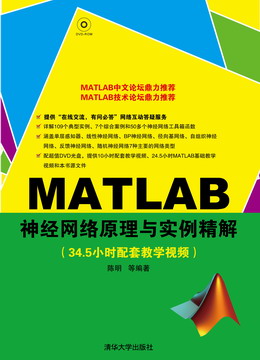 DVD-ROM
MATLAB中文论坛鼎力推荐
MATLAB技术论坛鼎力推荐
提供“在线交流，有问必答”网络互动答疑服务
详解109个典型实例、7个综合案例和50多个神经网络工具箱函数
涵盖单层感知器、线性神经网络、BP神经网络、径向基网络、自组织神经
网络、反馈神经网络、随机神经网络7种主要的网络类型
配超值DVD光盘，提供10小时配套教学视频、24.5小时MATLAB基础教学
视频和本书源文件
MATLAB
神经网络原理与实例精解
（34.5小时配套教学视频）
陈明 等编著
清华大学出版社